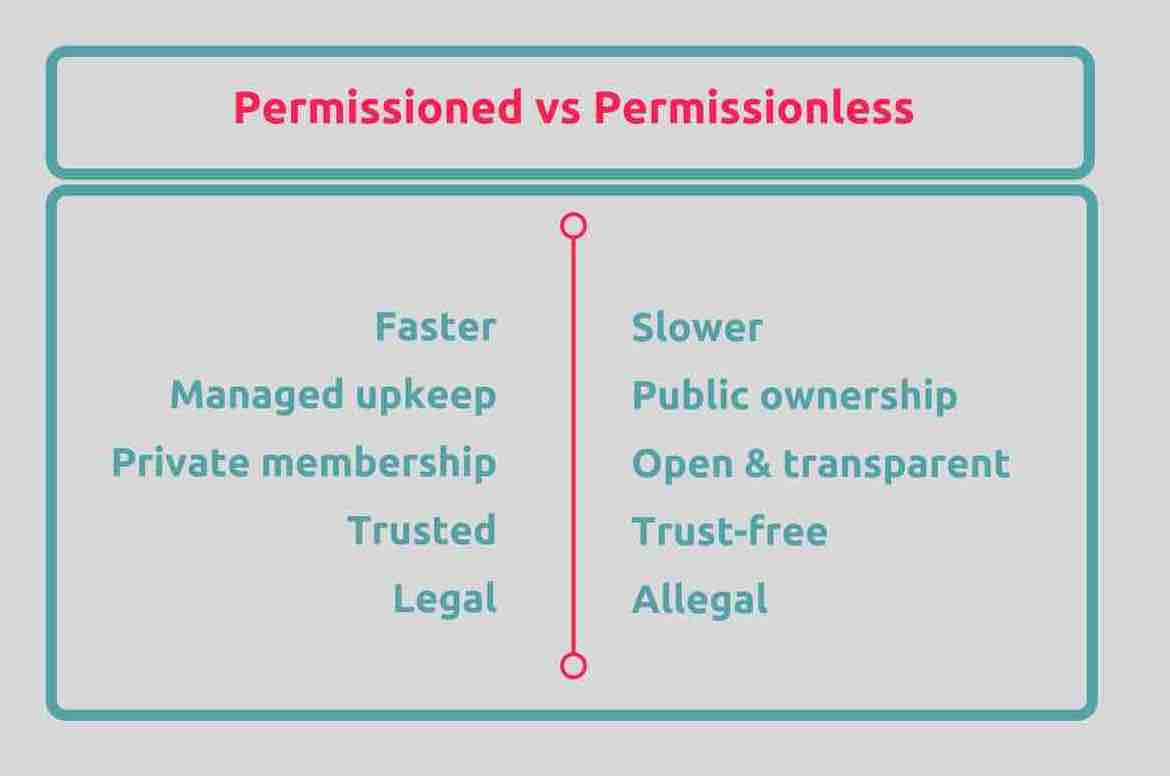 Permissioned vs Permissionless
Faster
Slower
Managed upkeep
Public ownership
Private membership
Open & transparent
Trusted
Trust-free
Legal
Allegal